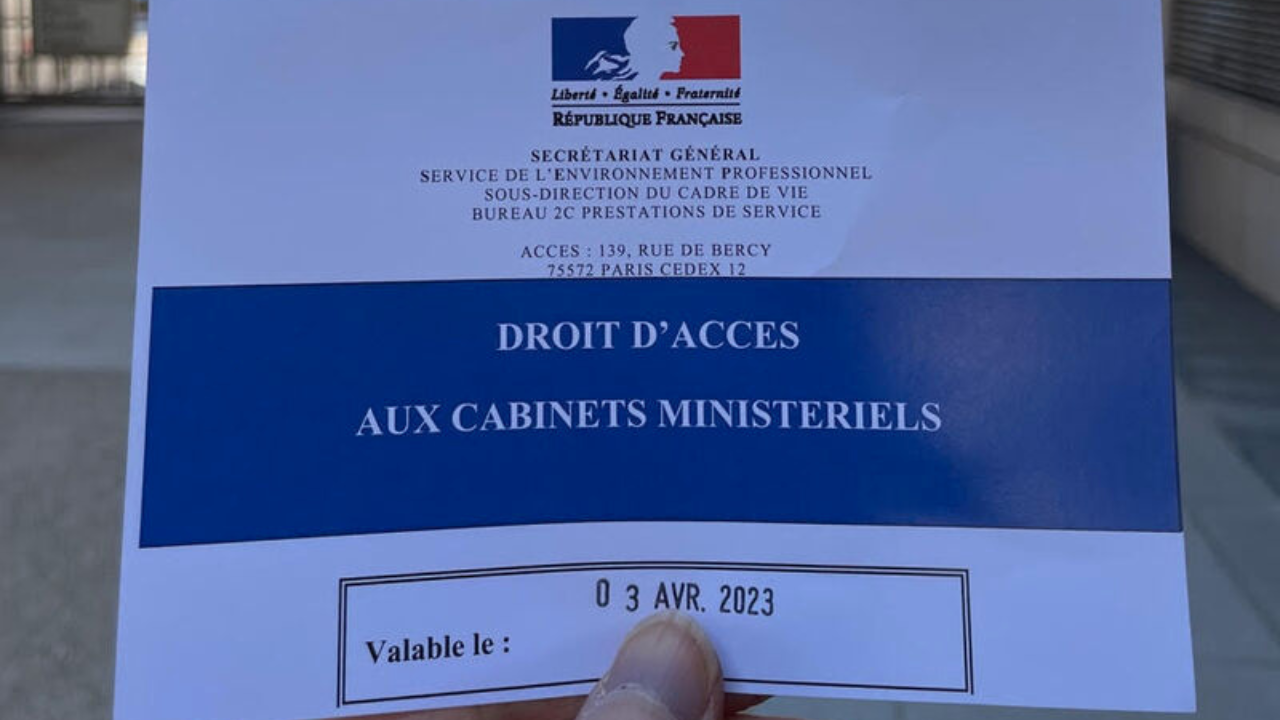 Liberté • Égalité • Fraternité
RÉPUBLIQUE FRANÇAISE
SECRÉTARIAT GÉNÉRAL
SERVICE DE L'ENVIRONNEMENT PROFESSIONNEL
SOUS-DIRECTION DU CADRE DE VIE
BUREAU 2C PRESTATIONS DE SERVICE
ACCES : 139, RUE DE BERCY
75572 PARIS CEDEX 12
DROIT D'ACCES
AUX CABINETS MINISTERIELS
0 3 AVR. 2023
Valable le :